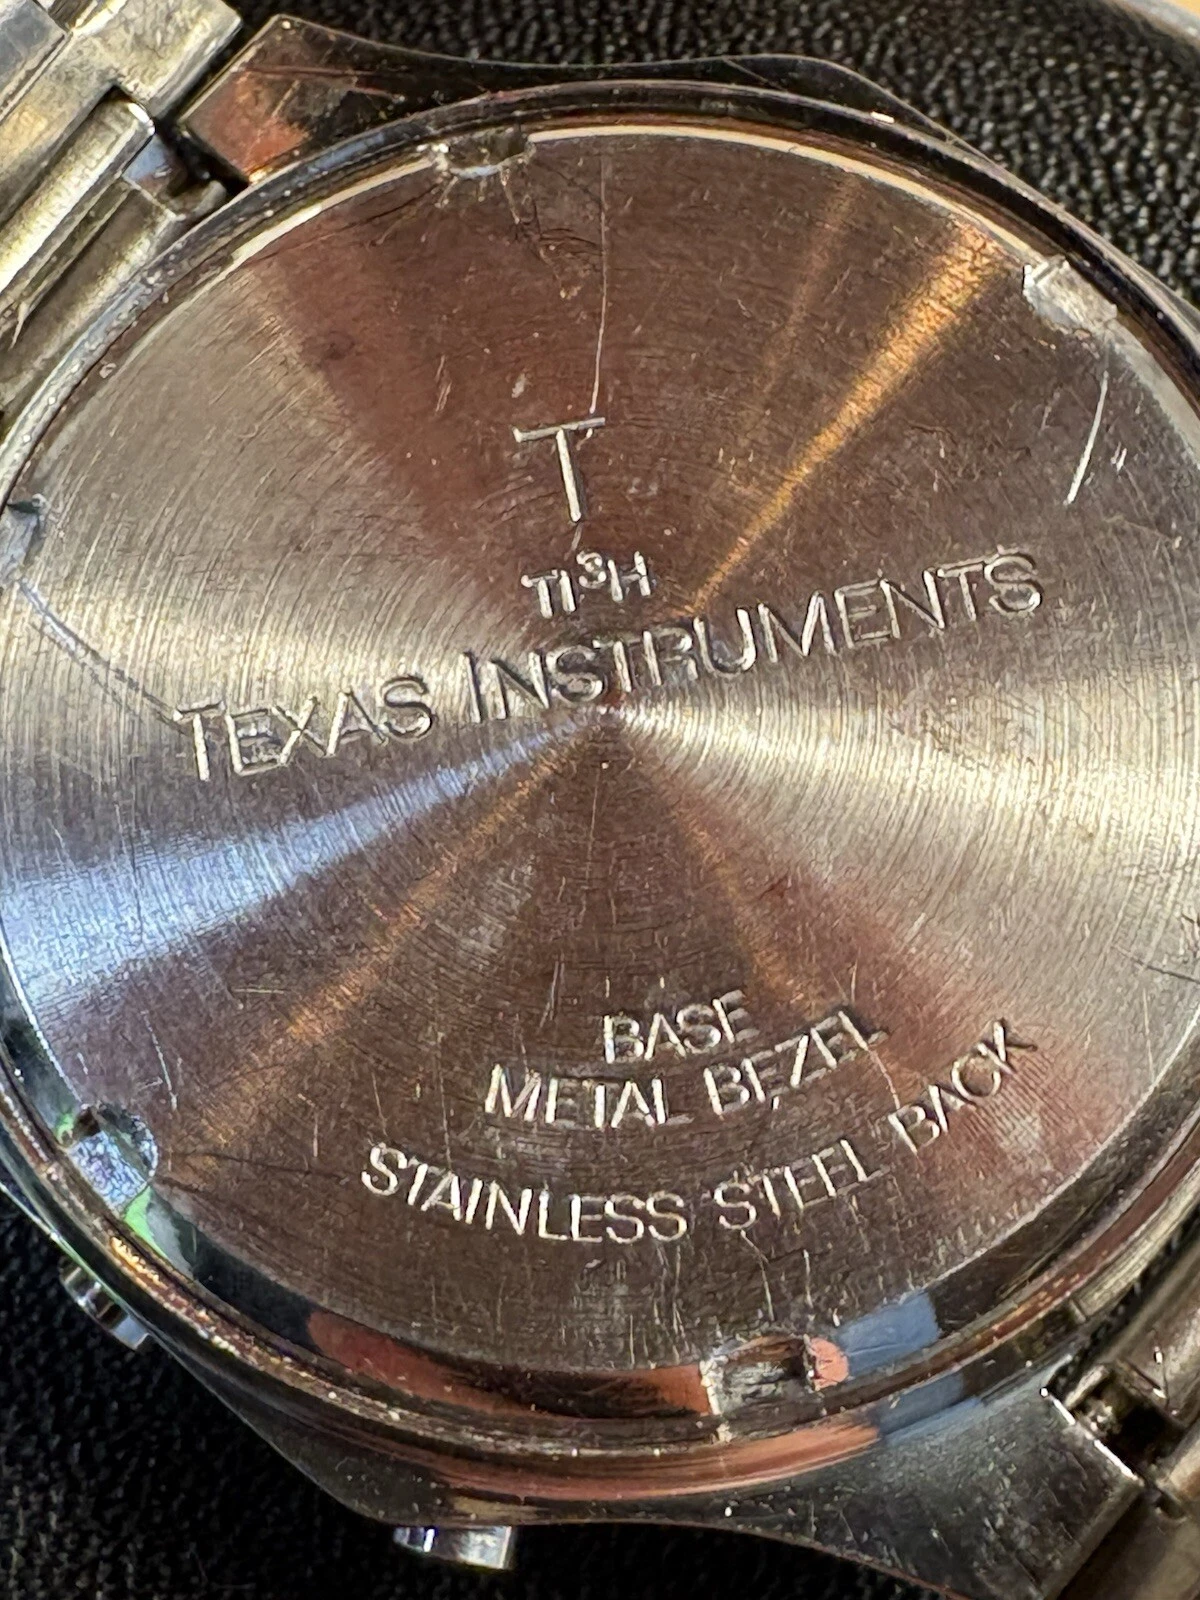 T
TI³H
TEXAS INSTRUMENTS
BASE
METAL BEZEL
STAINLESS STEEL BACK